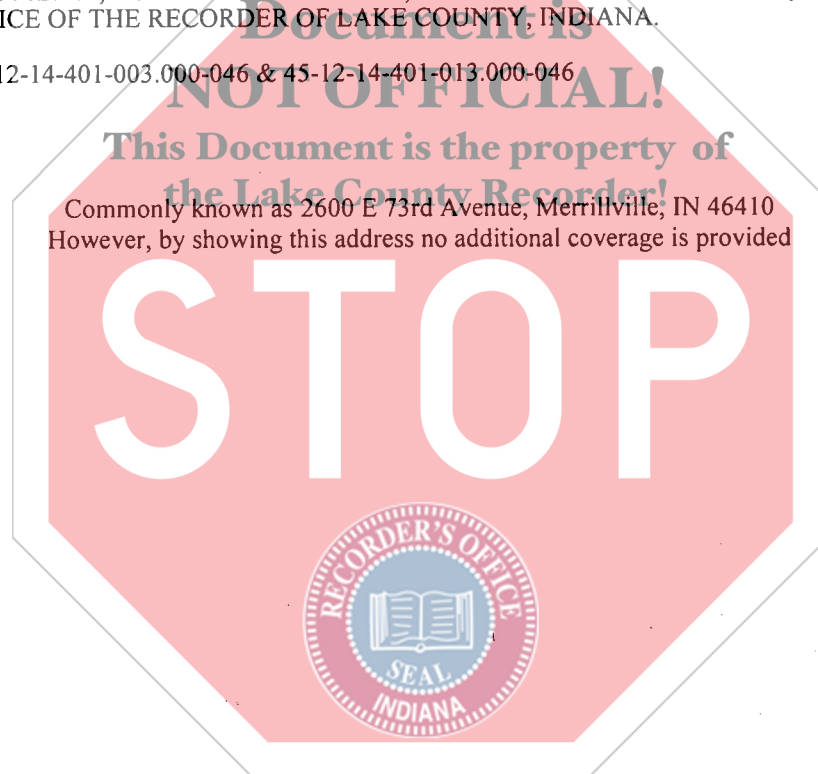 Document is
ICE OF THE RECORDER OF LAKE COUNTY, INDIANA.
12-14-401-003.000-046 & 45-12-14-401-013.000-046
NOT OFFICIAL!
This Document is the property of
the Lake County Recorder!
Commonly known as 2600 E 73rd Avenue, Merrillville, IN 46410
However, by showing this address no additional coverage is provided
STOP
RECORDER'S OFFICE
SEAL
INDIANA